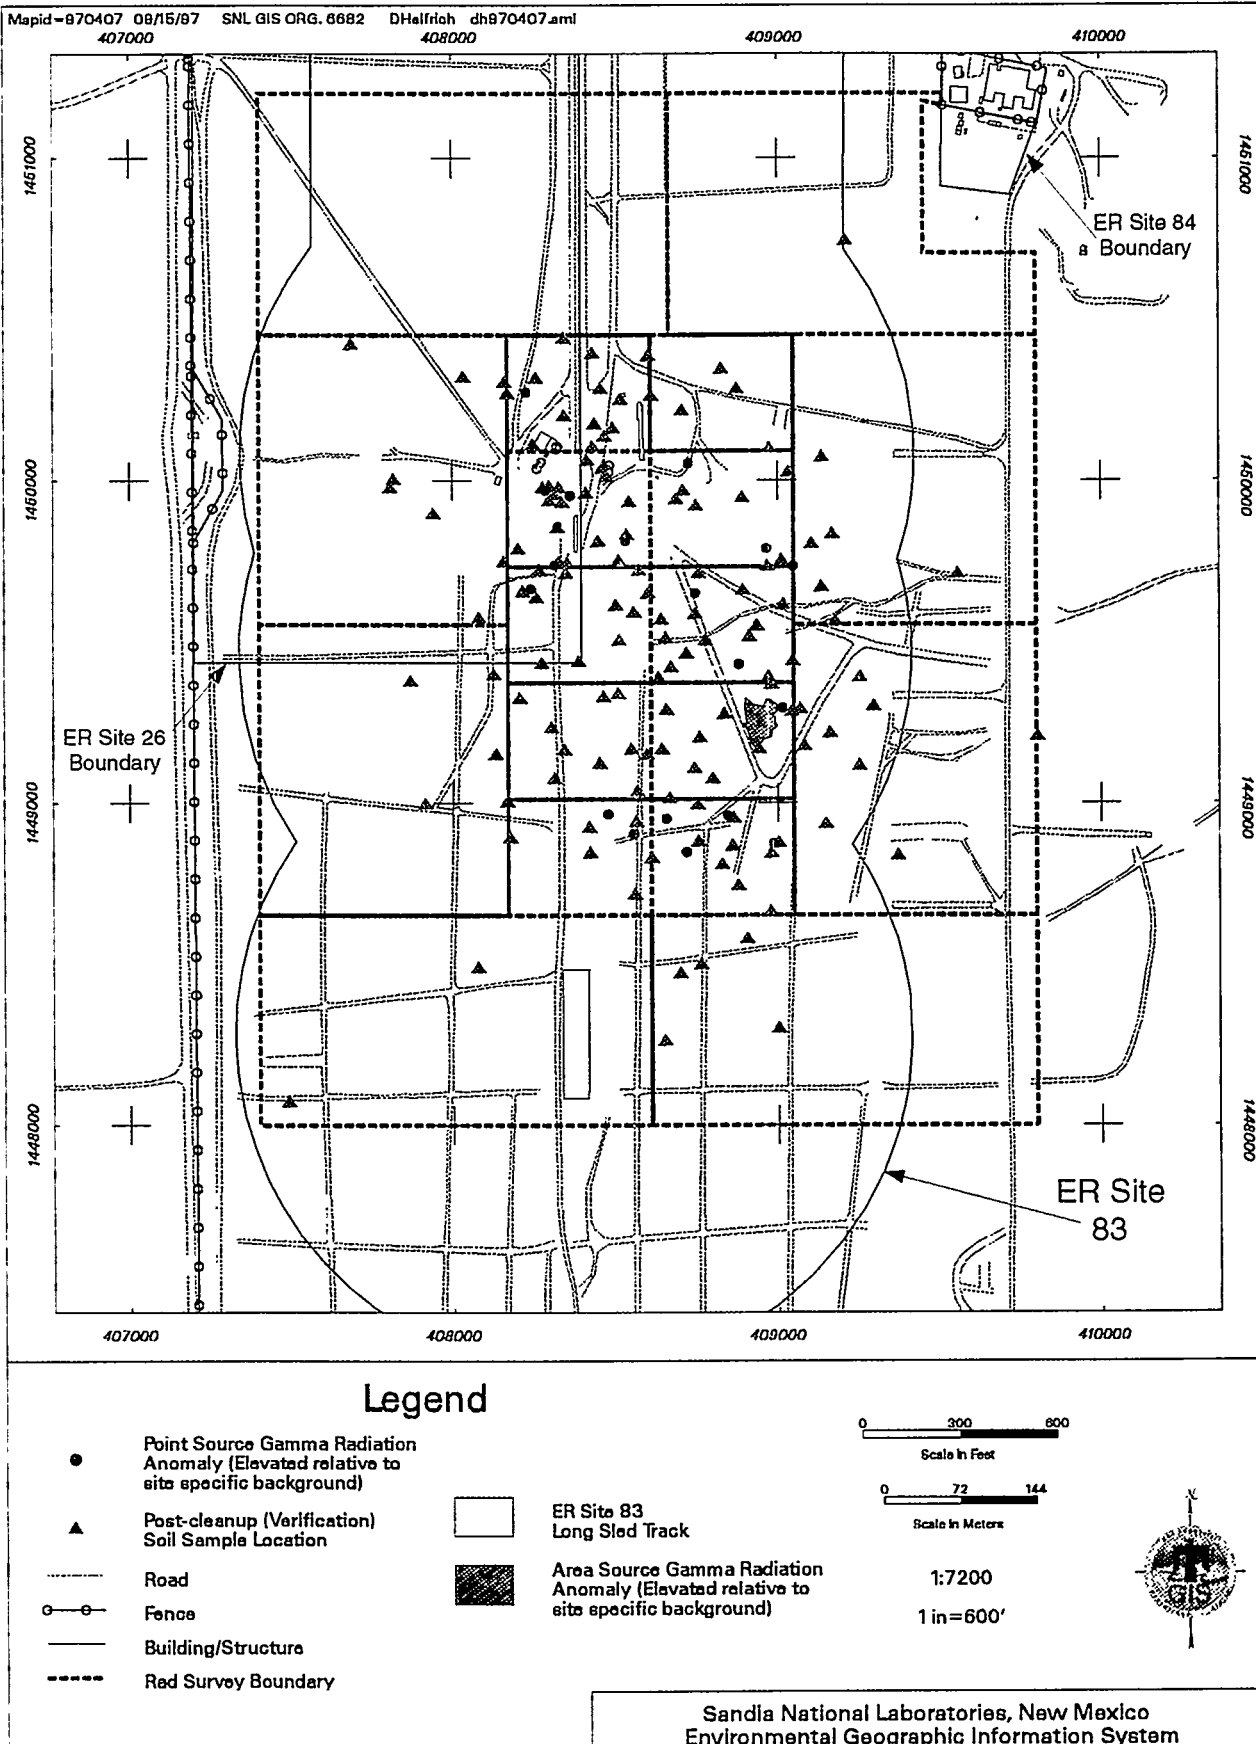 Mapid=970407 09/15/97 SNL GIS ORG. 6682 DHelfrich dh970407.aml
407000 408000 409000 410000
1451000
1451000
ER Site 84
Boundary
1450000
1450000
ER Site 26
Boundary
1449000
1449000
1448000
1448000
ER Site
83
407000 408000 409000 410000
Legend
Point Source Gamma Radiation
Anomaly (Elevated relative to
site specific background)
Post-cleanup (Verification)
Soil Sample Location
Road
Fence
Building/Structure
Rad Survey Boundary
ER Site 83
Long Sled Track
Area Source Gamma Radiation
Anomaly (Elevated relative to
site specific background)
0 300 600
Scale in Feet
0 72 144
Scale in Meters
1:7200
1 in=600'
N
GIS
Sandia National Laboratories, New Mexico
Environmental Geographic Information System